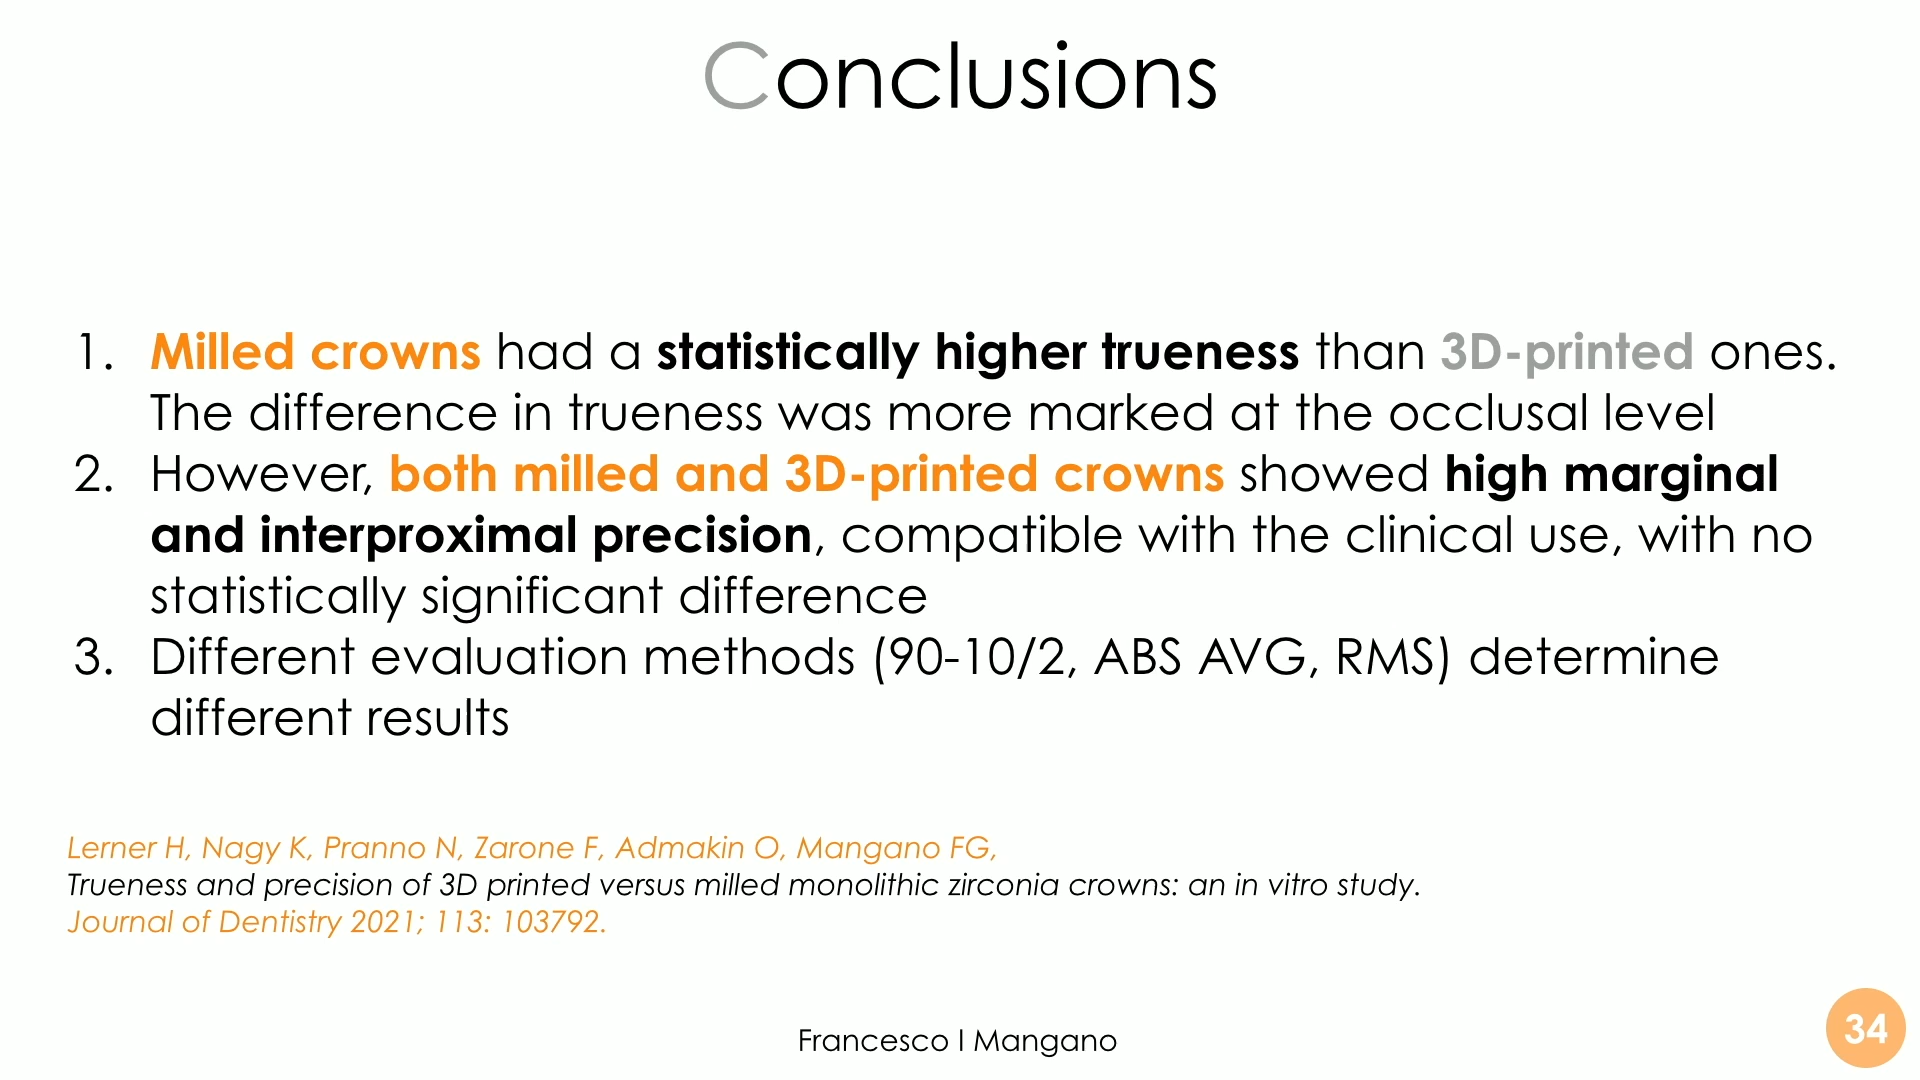 Conclusions
1. Milled crowns had a statistically higher trueness than 3D-printed ones.
The difference in trueness was more marked at the occlusal level
2. However, both milled and 3D-printed crowns showed high marginal
and interproximal precision, compatible with the clinical use, with no
statistically significant difference
3. Different evaluation methods (90-10/2, ABS AVG, RMS) determine
different results
Lerner H, Nagy K, Pranno N, Zarone F, Admakin O, Mangano FG,
Trueness and precision of 3D printed versus milled monolithic zirconia crowns: an in vitro study.
Journal of Dentistry 2021; 113: 103792.
Francesco I Mangano
34